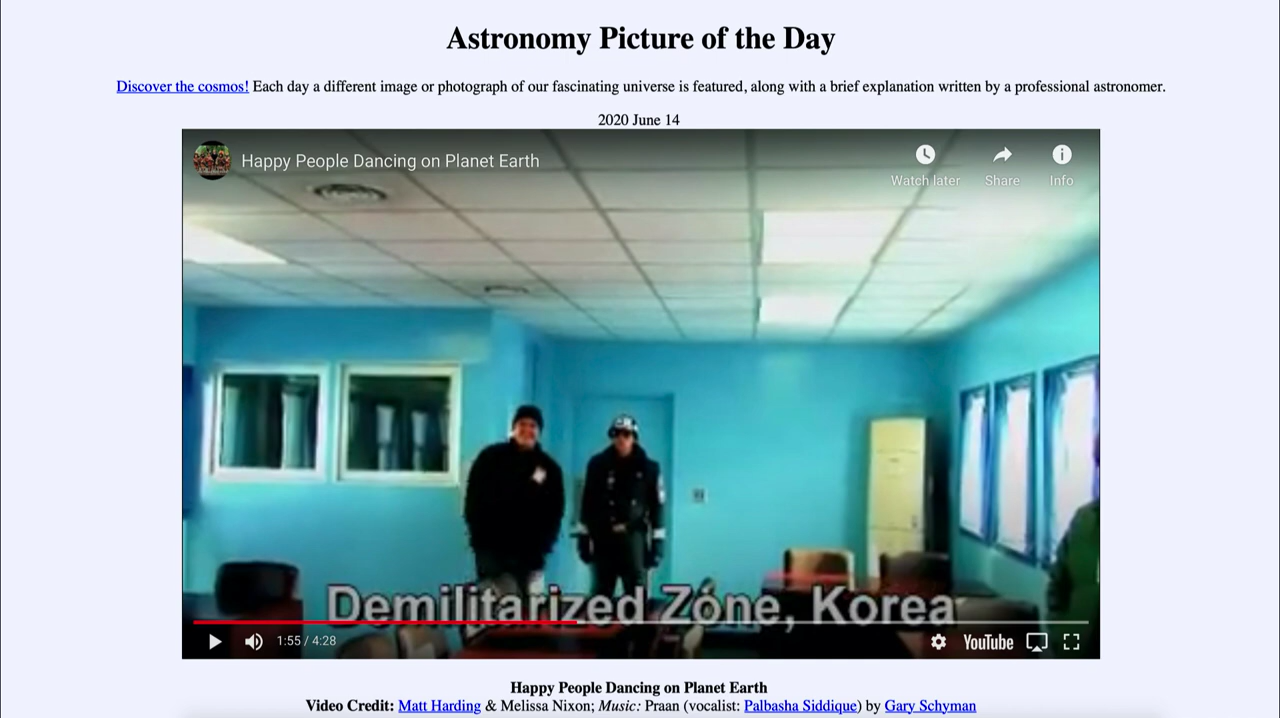 Astronomy Picture of the Day
Discover the cosmos! Each day a different image or photograph of our fascinating universe is featured, along with a brief explanation written by a professional astronomer.
2020 June 14
Happy People Dancing on Planet Earth
Watch later
Share
Info
Demilitarized Zone, Korea
1:55 / 4:28
YouTube
Happy People Dancing on Planet Earth
Video Credit: Matt Harding & Melissa Nixon; Music: Praan (vocalist: Palbasha Siddique) by Gary Schyman